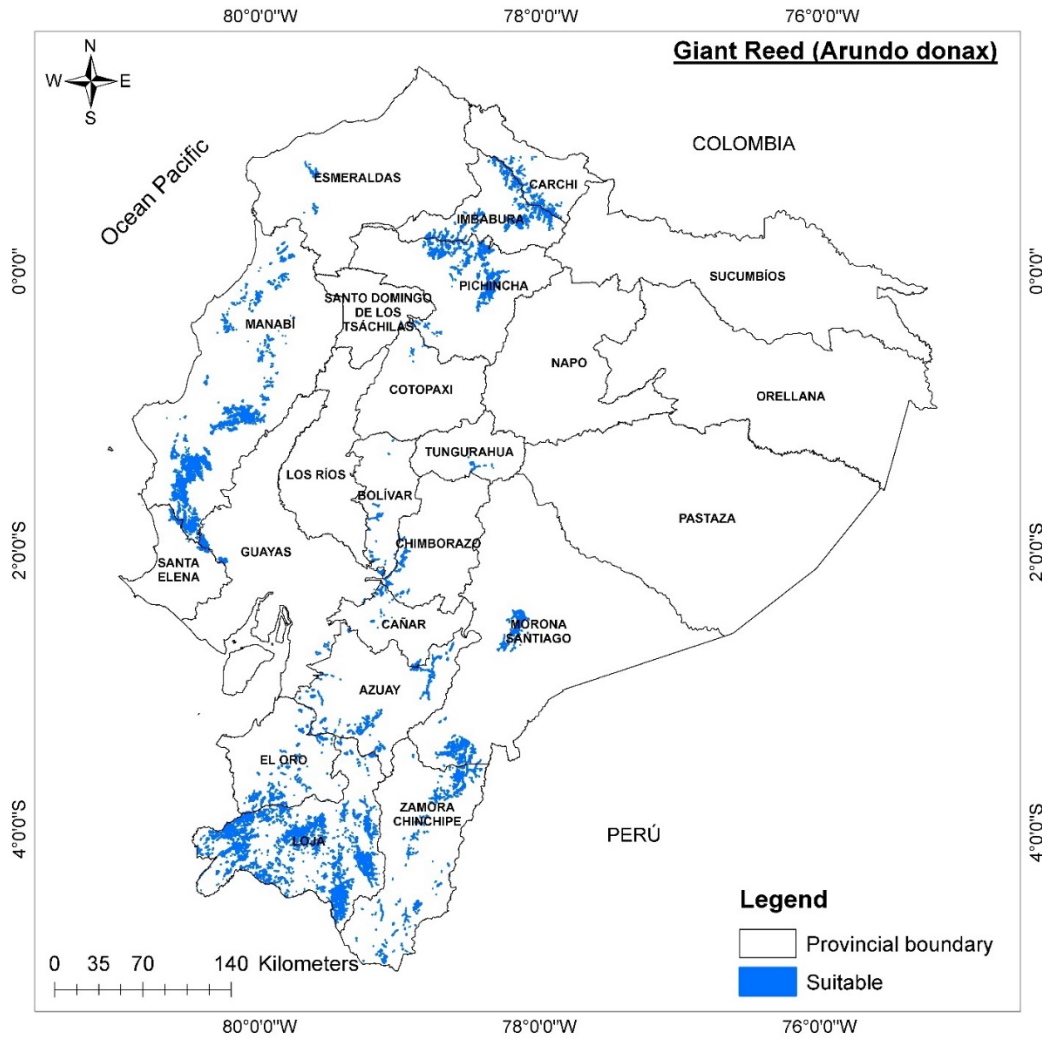 80°0'0"W 78°0'0"W 76°0'0"W
Giant Reed (Arundo donax)
N
W E
S
COLOMBIA
Ocean Pacific
ESMERALDAS
CARCHI
IMBABURA
0°0'0"
0°0'0"
SUCUMBÍOS
PICHINCHA
SANTO DOMINGO
DE LOS
TSÁCHILAS
MANABÍ
NAPO
COTOPAXI
ORELLANA
TUNGURAHUA
LOS RÍOS
BOLÍVAR
PASTAZA
CHIMBORAZO
2°0'0"S
2°0'0"S
GUAYAS
SANTA
ELENA
CAÑAR
MORONA
SANTIAGO
AZUAY
EL ORO
ZAMORA
CHINCHIPE
4°0'0"S
4°0'0"S
LOJA
PERÚ
Legend
Provincial boundary
Suitable
0 35 70 140 Kilometers
80°0'0"W 78°0'0"W 76°0'0"W